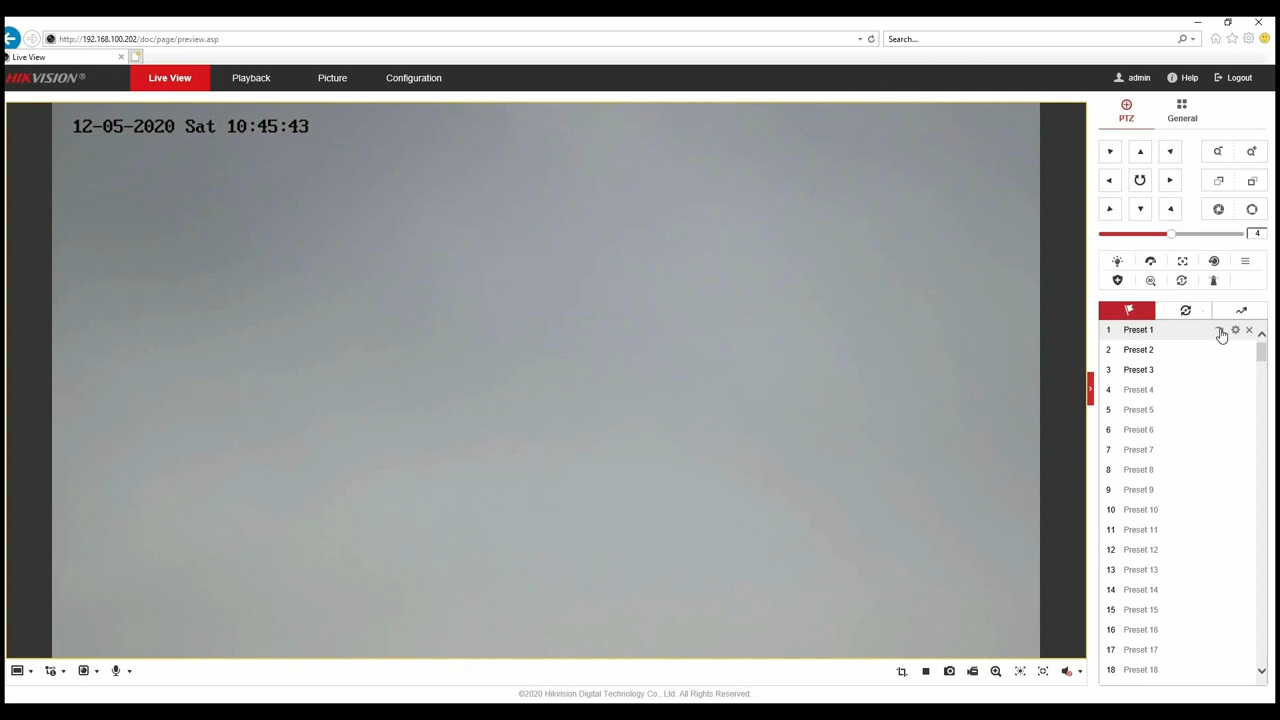 http://192.168.100.202/doc/page/preview.asp
Search...
Live View
HIKVISION®
Live View
Playback
Picture
Configuration
admin
Help
Logout
12-05-2020 Sat 10:45:43
PTZ
General
4
1 Preset 1
2 Preset 2
3 Preset 3
4 Preset 4
5 Preset 5
6 Preset 6
7 Preset 7
8 Preset 8
9 Preset 9
10 Preset 10
11 Preset 11
12 Preset 12
13 Preset 13
14 Preset 14
15 Preset 15
16 Preset 16
17 Preset 17
18 Preset 18
©2020 Hikvision Digital Technology Co., Ltd. All Rights Reserved.